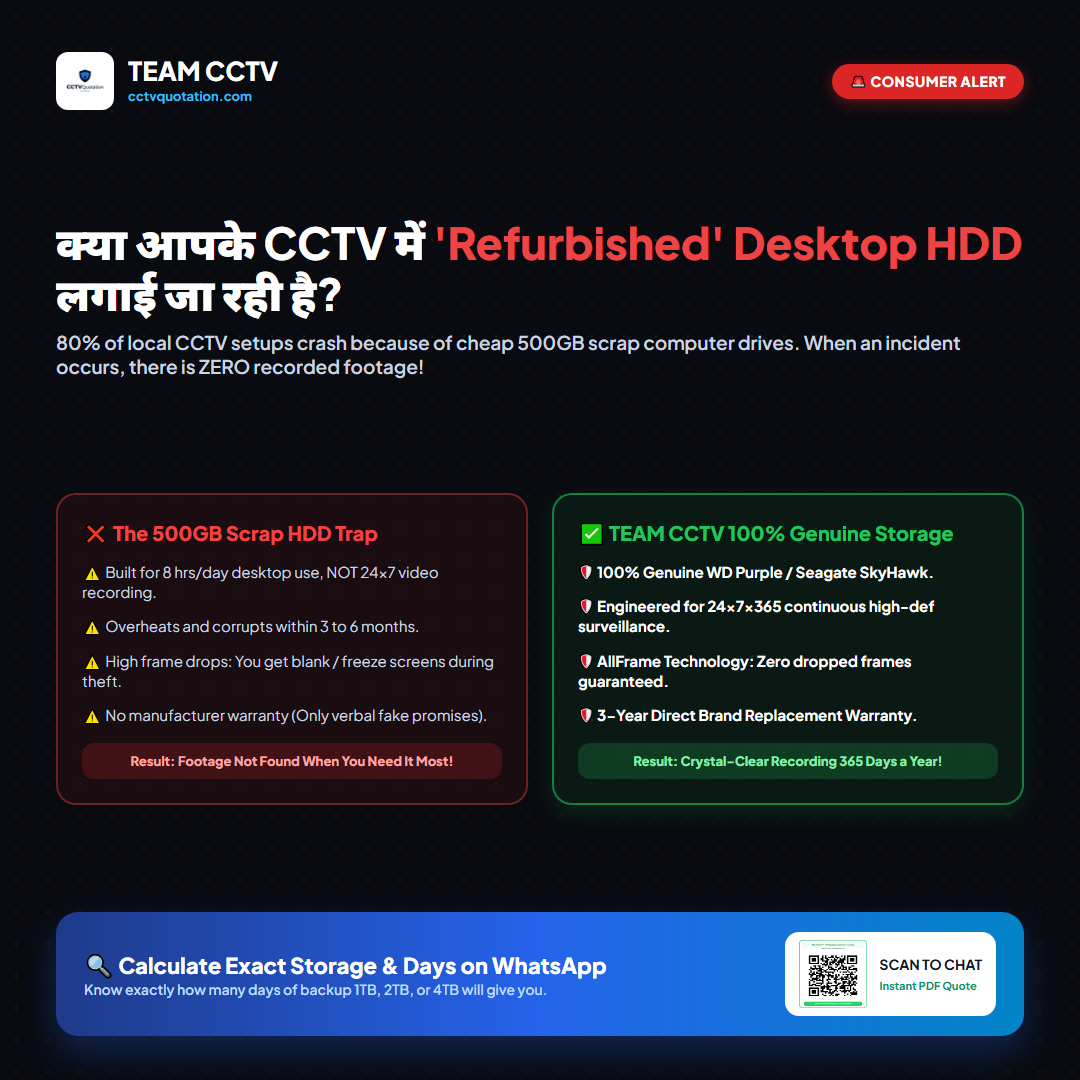 CCTVQuotation
TEAM CCTV
cctvquotation.com
🚨 CONSUMER ALERT
क्या आपके CCTV में 'Refurbished' Desktop HDD
लगाई जा रही है?
80% of local CCTV setups crash because of cheap 500GB scrap computer drives. When an incident
occurs, there is ZERO recorded footage!
❌ The 500GB Scrap HDD Trap
⚠️ Built for 8 hrs/day desktop use, NOT 24×7 video
recording.
⚠️ Overheats and corrupts within 3 to 6 months.
⚠️ High frame drops: You get blank / freeze screens during
theft.
⚠️ No manufacturer warranty (Only verbal fake promises).
Result: Footage Not Found When You Need It Most!
✅ TEAM CCTV 100% Genuine Storage
🛡️ 100% Genuine WD Purple / Seagate SkyHawk.
🛡️ Engineered for 24×7×365 continuous high-def
surveillance.
🛡️ AllFrame Technology: Zero dropped frames
guaranteed.
🛡️ 3-Year Direct Brand Replacement Warranty.
Result: Crystal-Clear Recording 365 Days a Year!
🔍 Calculate Exact Storage & Days on WhatsApp
Know exactly how many days of backup 1TB, 2TB, or 4TB will give you.
SCAN TO CHAT
Instant PDF Quote